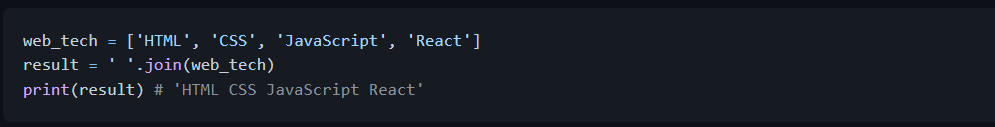 web_tech = ['HTML', 'CSS', 'JavaScript', 'React']
result = ' '.join(web_tech)
print(result) # 'HTML CSS JavaScript React'